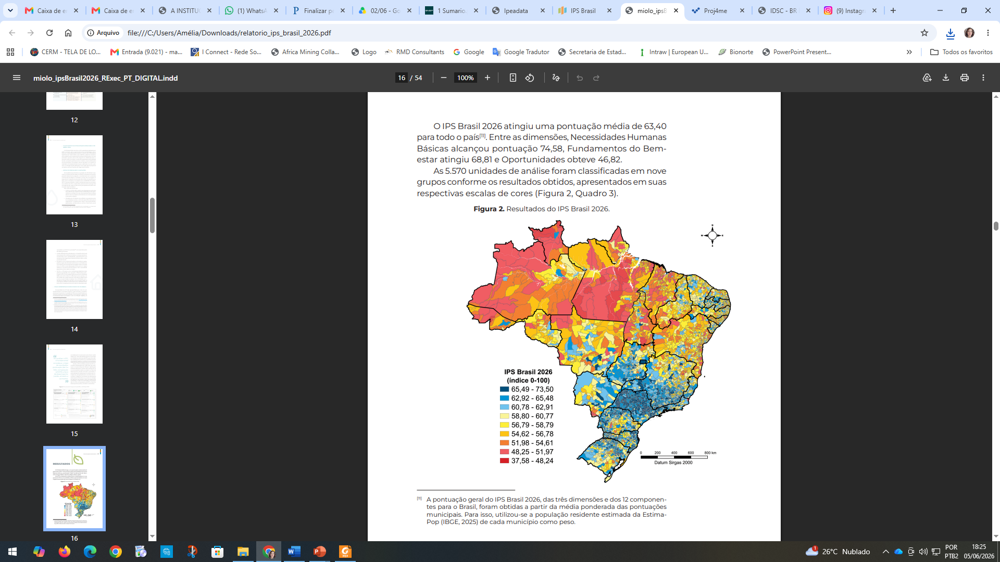 Caixa de e
Caixa de e
A INSTITUC
(1) WhatsA
Finalizar pe
02/06 - Go
1 Sumario.
Ipeadata
IPS Brasil
miolo_ipsB
Proj4me
IDSC - BR
(9) Instagra
Arquivo
file:///C:/Users/Amélia/Downloads/relatorio_ips_brasil_2026.pdf
CERM - TELA DE LO...
Entrada (9.021) - ma...
I Connect - Rede So...
Africa Mining Colla...
Logo
RMD Consultants
Google
Google Tradutor
Secretaria de Estad...
Intraw | European U...
Bionorte
PowerPoint Present...
Todos os favoritos
miolo_ipsBrasil2026_RExec_PT_DIGITAL.indd
16 / 54
100%
12
13
14
15
RESULTADOS
16
O IPS Brasil 2026 atingiu uma pontuação média de 63,40
para todo o país[11]. Entre as dimensões, Necessidades Humanas
Básicas alcançou pontuação 74,58, Fundamentos do Bem-
estar atingiu 68,81 e Oportunidades obteve 46,82.
As 5.570 unidades de análise foram classificadas em nove
grupos conforme os resultados obtidos, apresentados em suas
respectivas escalas de cores (Figura 2, Quadro 3).
Figura 2. Resultados do IPS Brasil 2026.
N
W E
S
IPS Brasil 2026
(índice 0-100)
65,49 - 73,50
62,92 - 65,48
60,78 - 62,91
58,80 - 60,77
56,79 - 58,79
54,62 - 56,78
51,98 - 54,61
48,25 - 51,97
37,58 - 48,24
0 200 400 600 800 km
Datum Sirgas 2000
[11] A pontuação geral do IPS Brasil 2026, das três dimensões e dos 12 componen-
tes para o Brasil, foram obtidas a partir da média ponderada das pontuações
municipais. Para isso, utilizou-se a população residente estimada da Estima-
Pop (IBGE, 2025) de cada município como peso.
1
26°C Nublado
POR
PTB2
18:25
05/06/2026